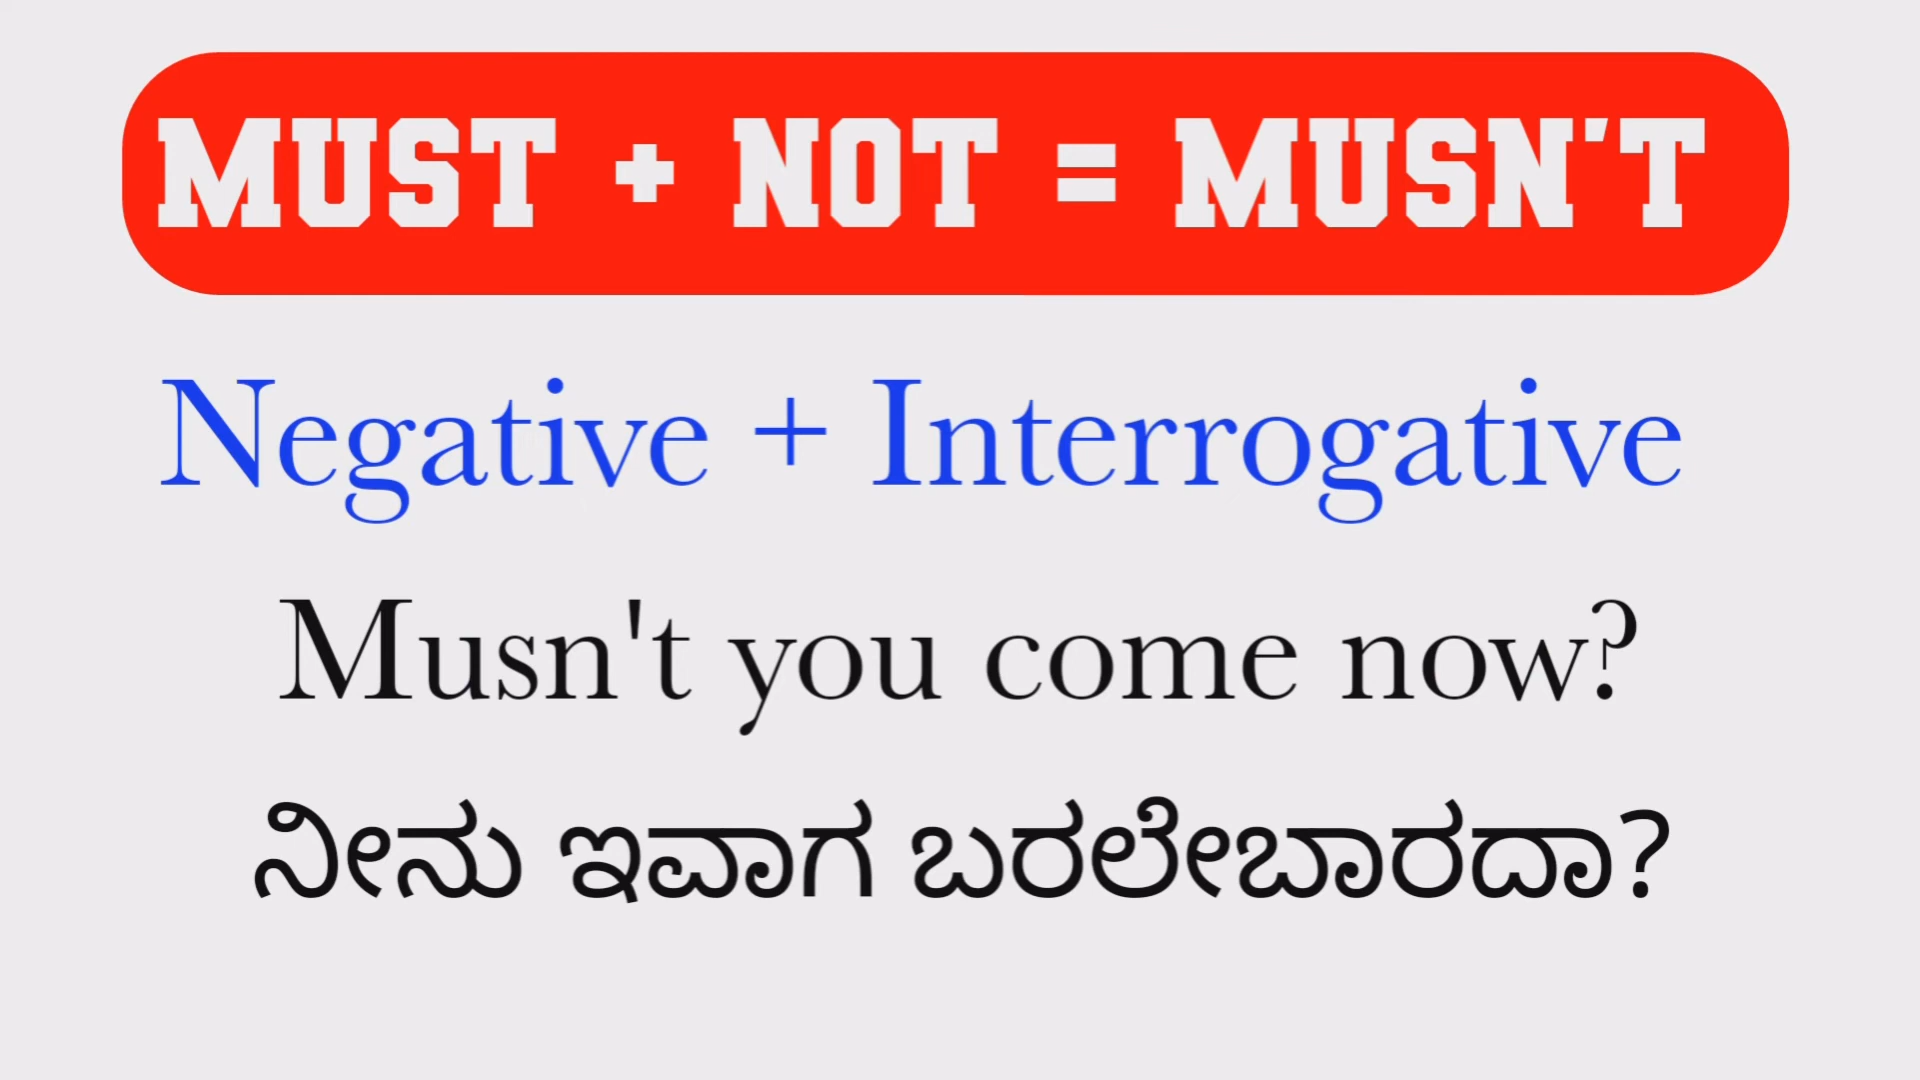 MUST + NOT = MUSN'T
Negative + Interrogative
Musn't you come now?
ನೀನು ಇವಾಗ ಬರಲೇಬಾರದಾ?